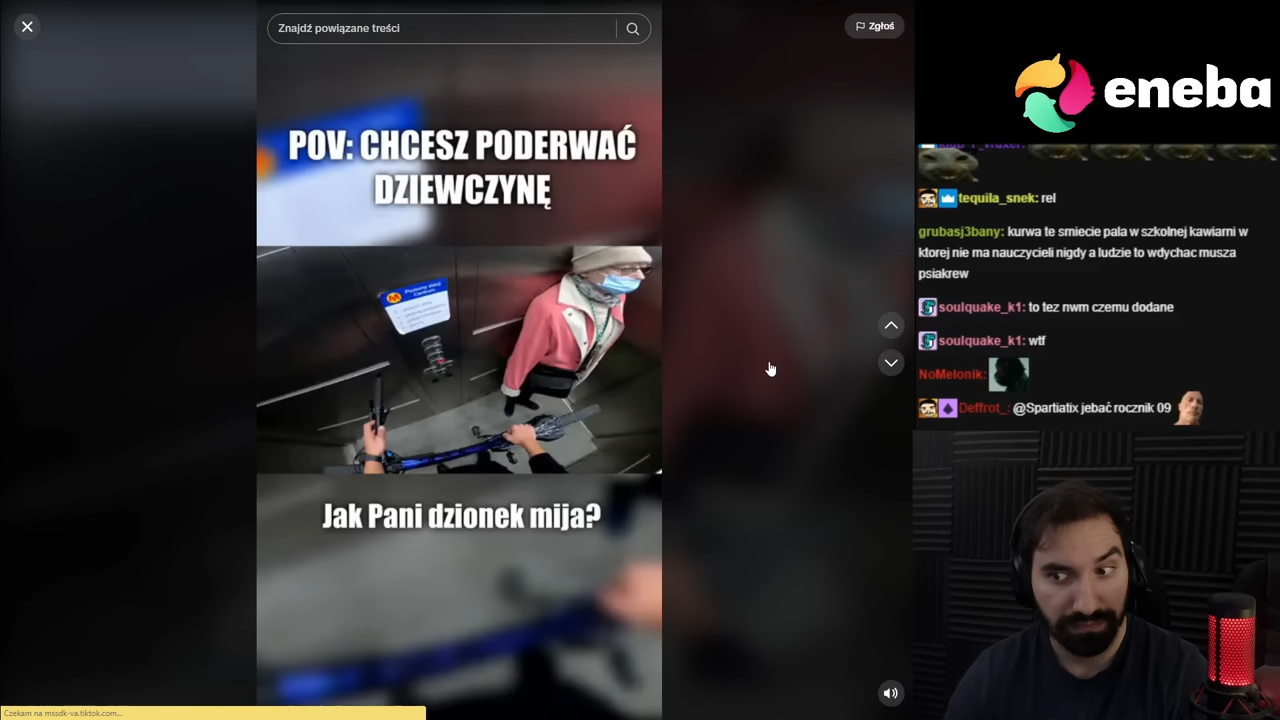 Znajdź powiązane treści
Zgłoś
POV: CHCESZ PODERWAĆ
DZIEWCZYNĘ
Centrum
Jak Pani dzionek mija?
Czekam na mssdk-va.tiktok.com...
eneba
tequila_snek: rel
grubasj3bany: kurwa te smiecie pala w szkolnej kawiarni w
ktorej nie ma nauczycieli nigdy a ludzie to wdychac musza
psiakrew
soulquake_k1: to tez nwm czemu dodane
soulquake_k1: wtf
NoMelonik:
Deffrot_: @Spartiatix jebać rocznik 09